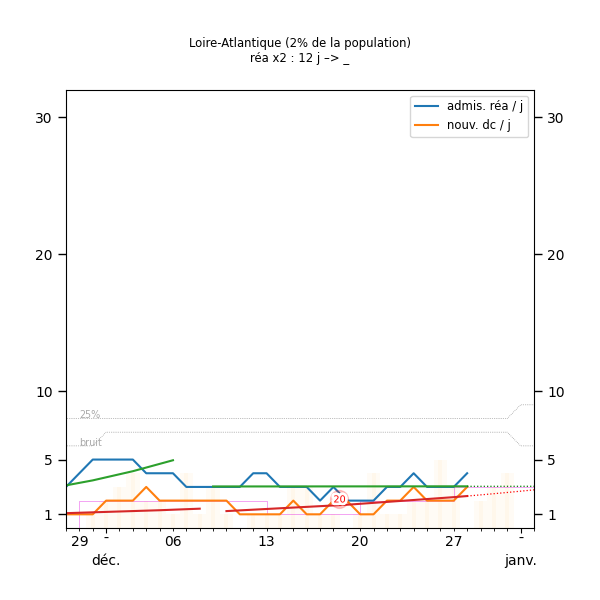 Loire-Atlantique (2% de la population)
réa x2 : 12 j –> _
admis. réa / j
nouv. dc / j
30 30
20 20
10 10
25%
bruit
5 5
20
1 1
29 - 06 13 20 27 -
déc. janv.